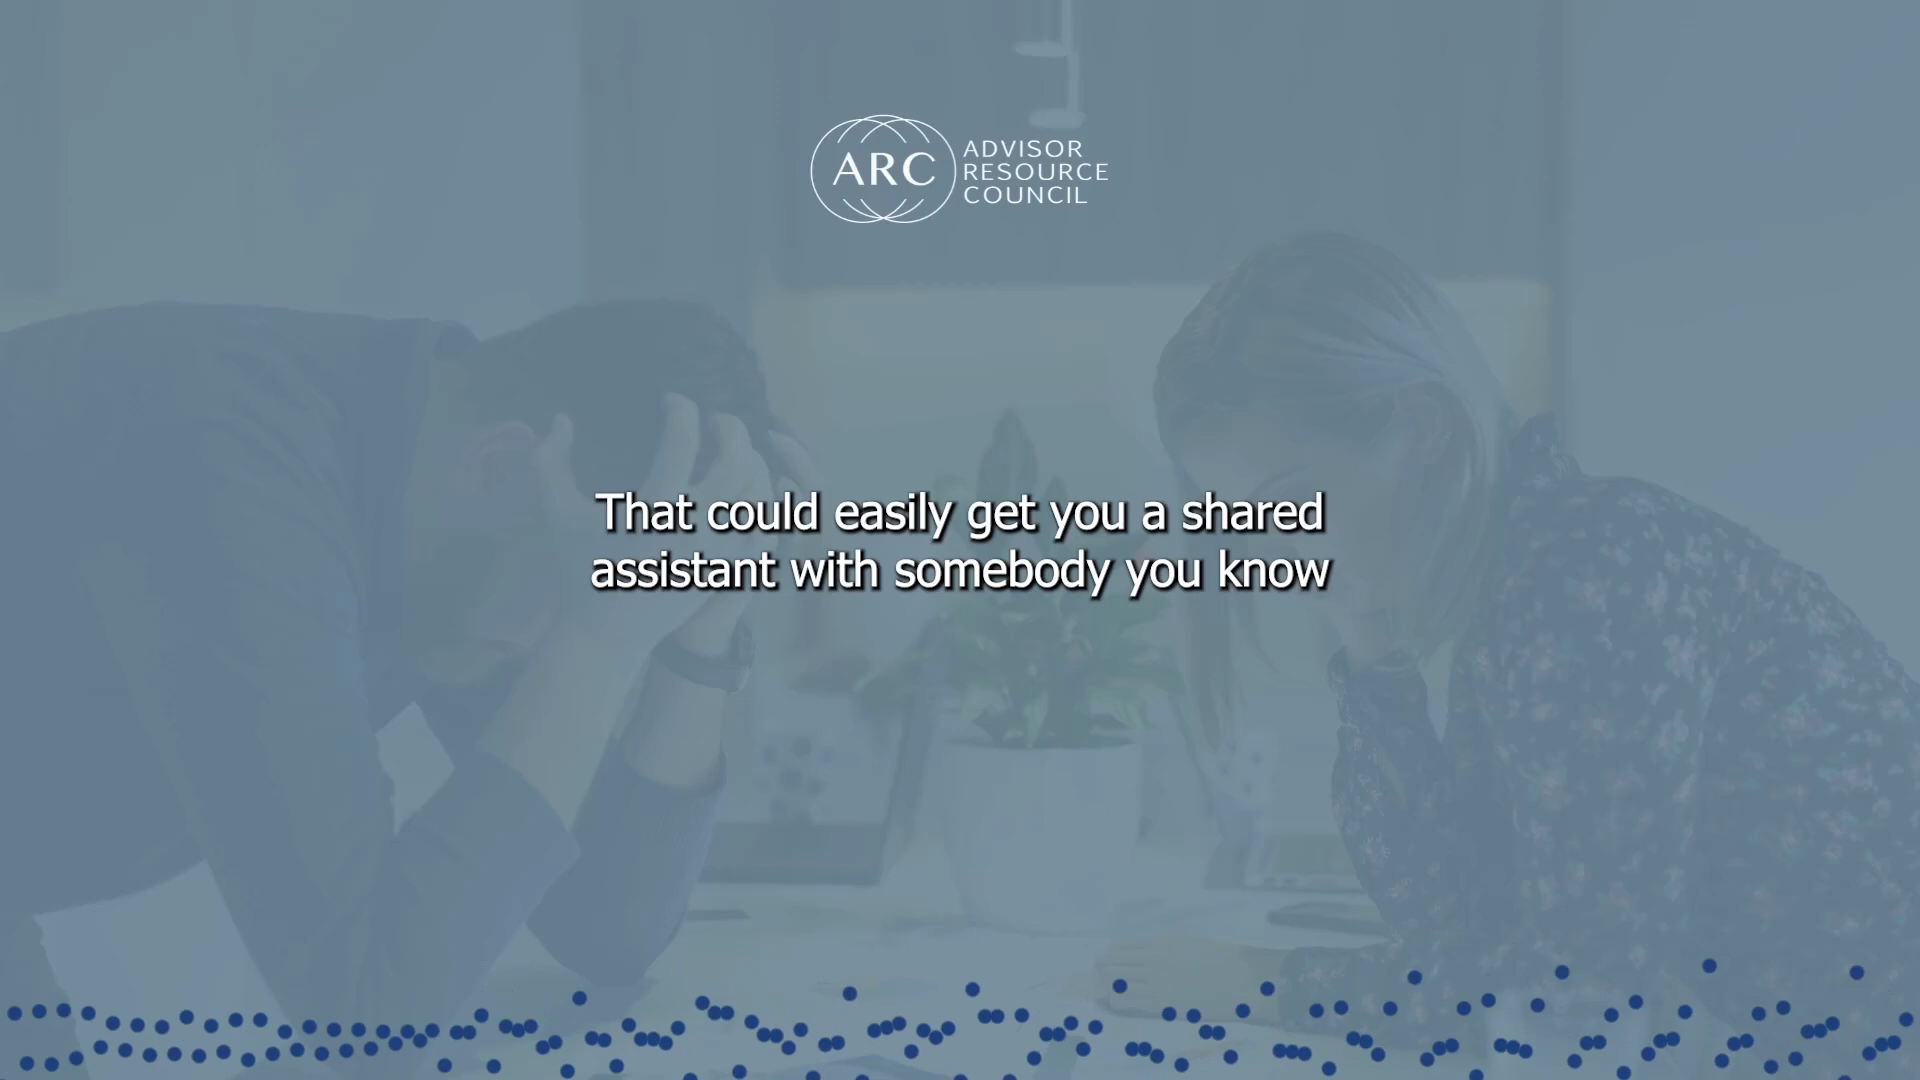 ARC
ADVISOR
RESOURCE
COUNCIL
That could easily get you a shared
assistant with somebody you know